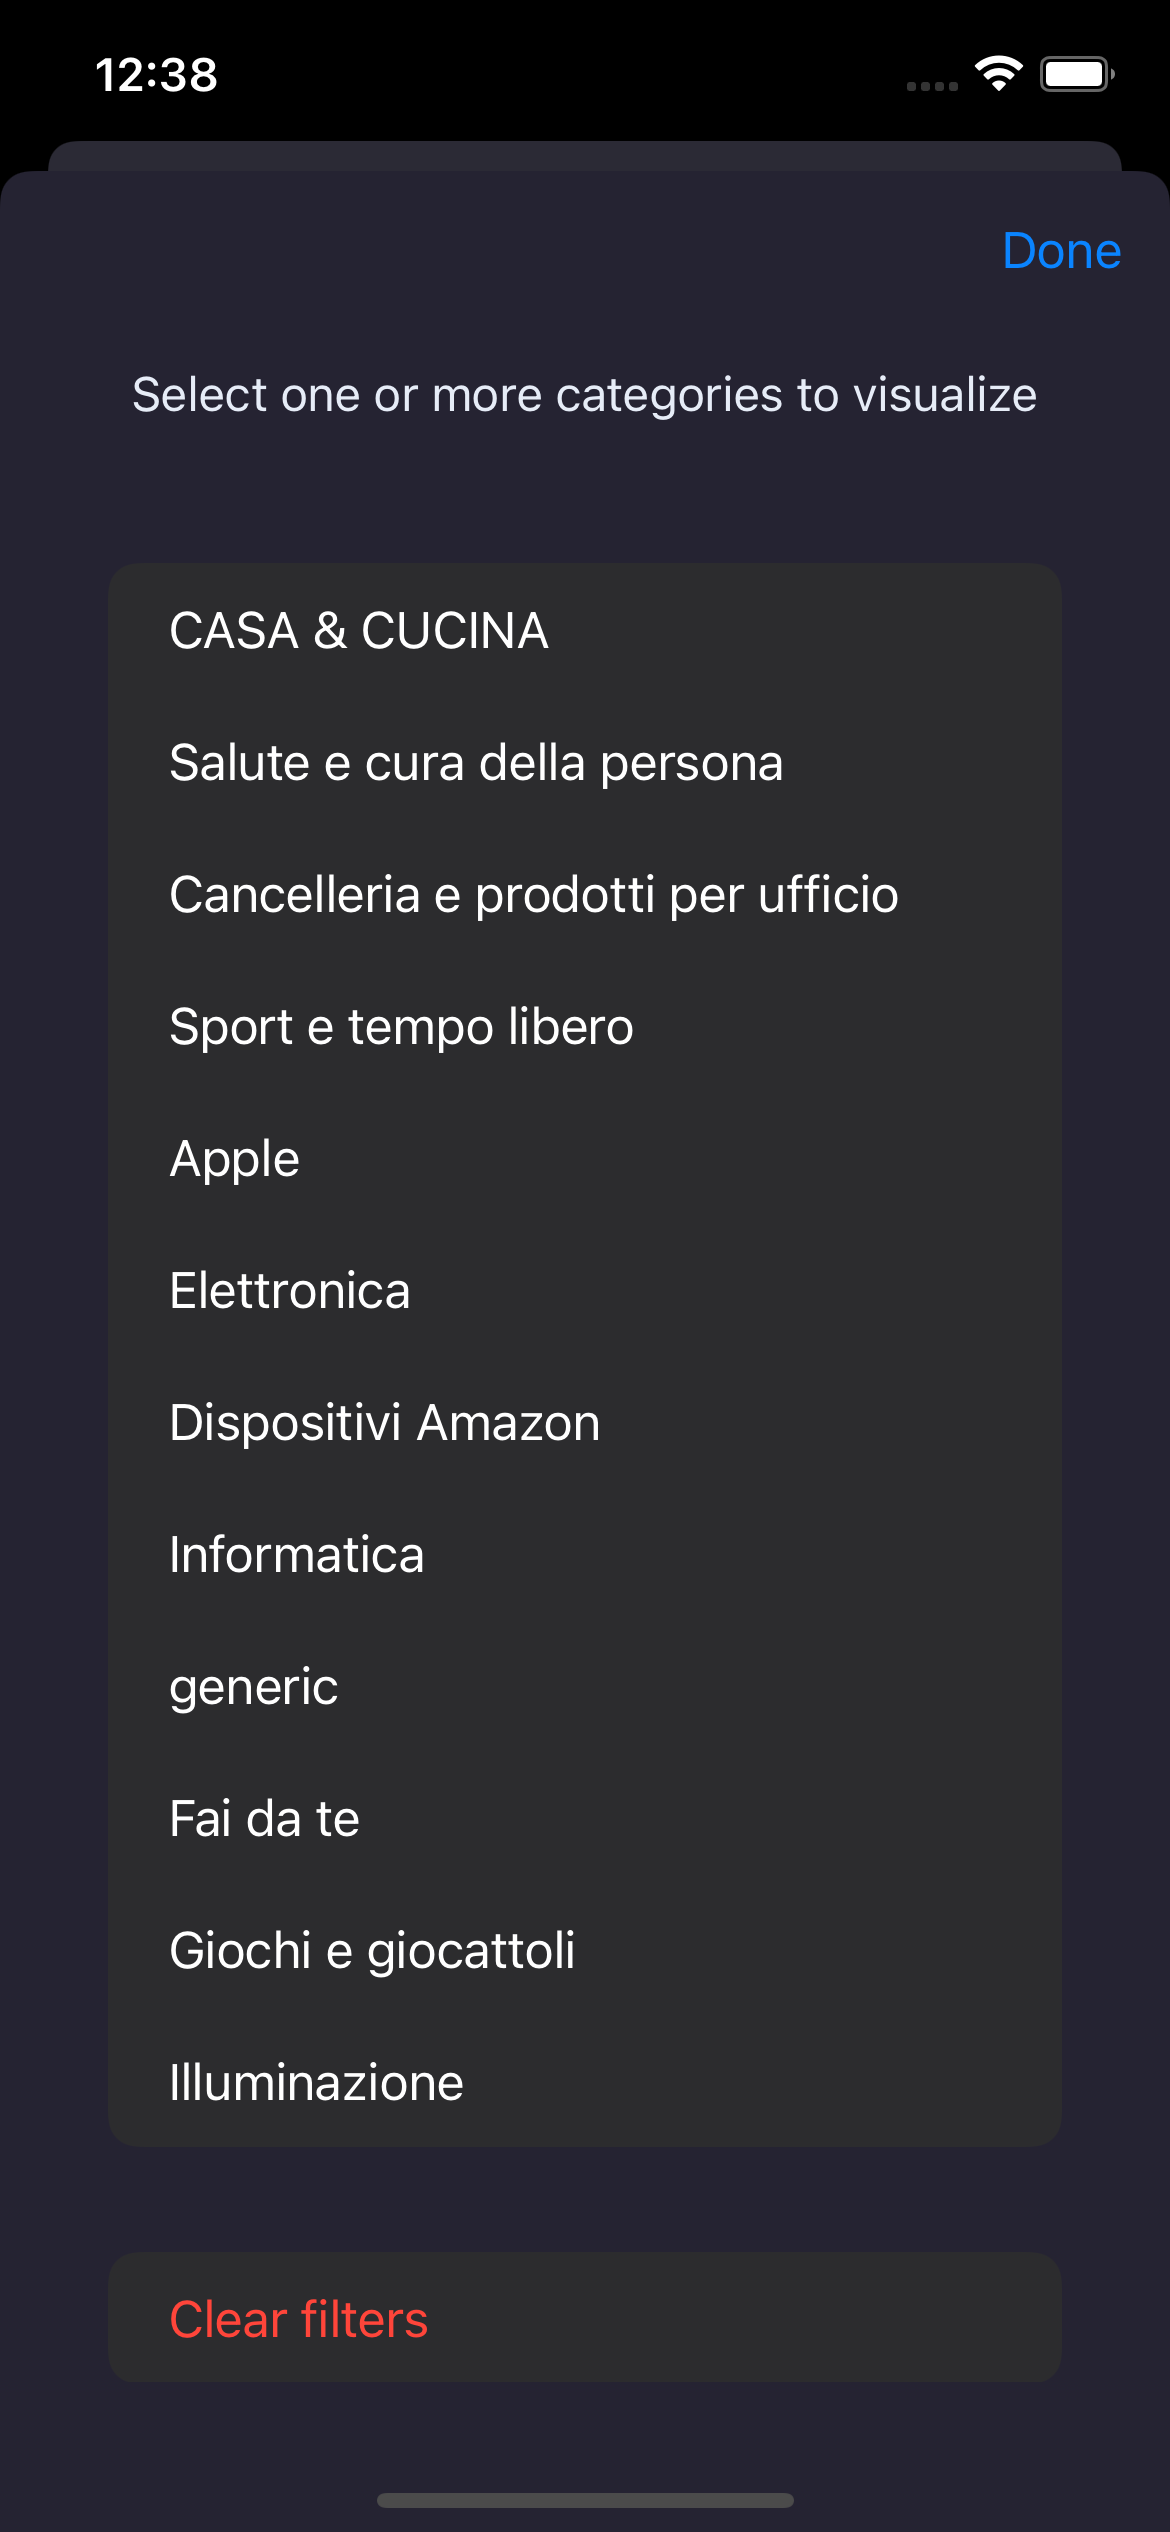 12:38
Done
Select one or more categories to visualize
CASA & CUCINA
Salute e cura della persona
Cancelleria e prodotti per ufficio
Sport e tempo libero
Apple
Elettronica
Dispositivi Amazon
Informatica
generic
Fai da te
Giochi e giocattoli
Illuminazione
Clear filters